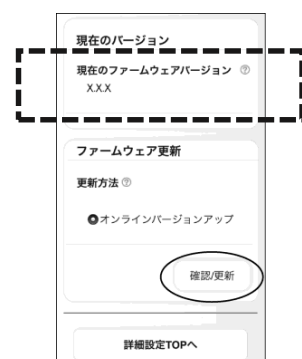 現在のバージョン
現在のファームウェアバージョン ?
X.X.X
ファームウェア更新
更新方法 ?
オンラインバージョンアップ
確認/更新
詳細設定TOPへ